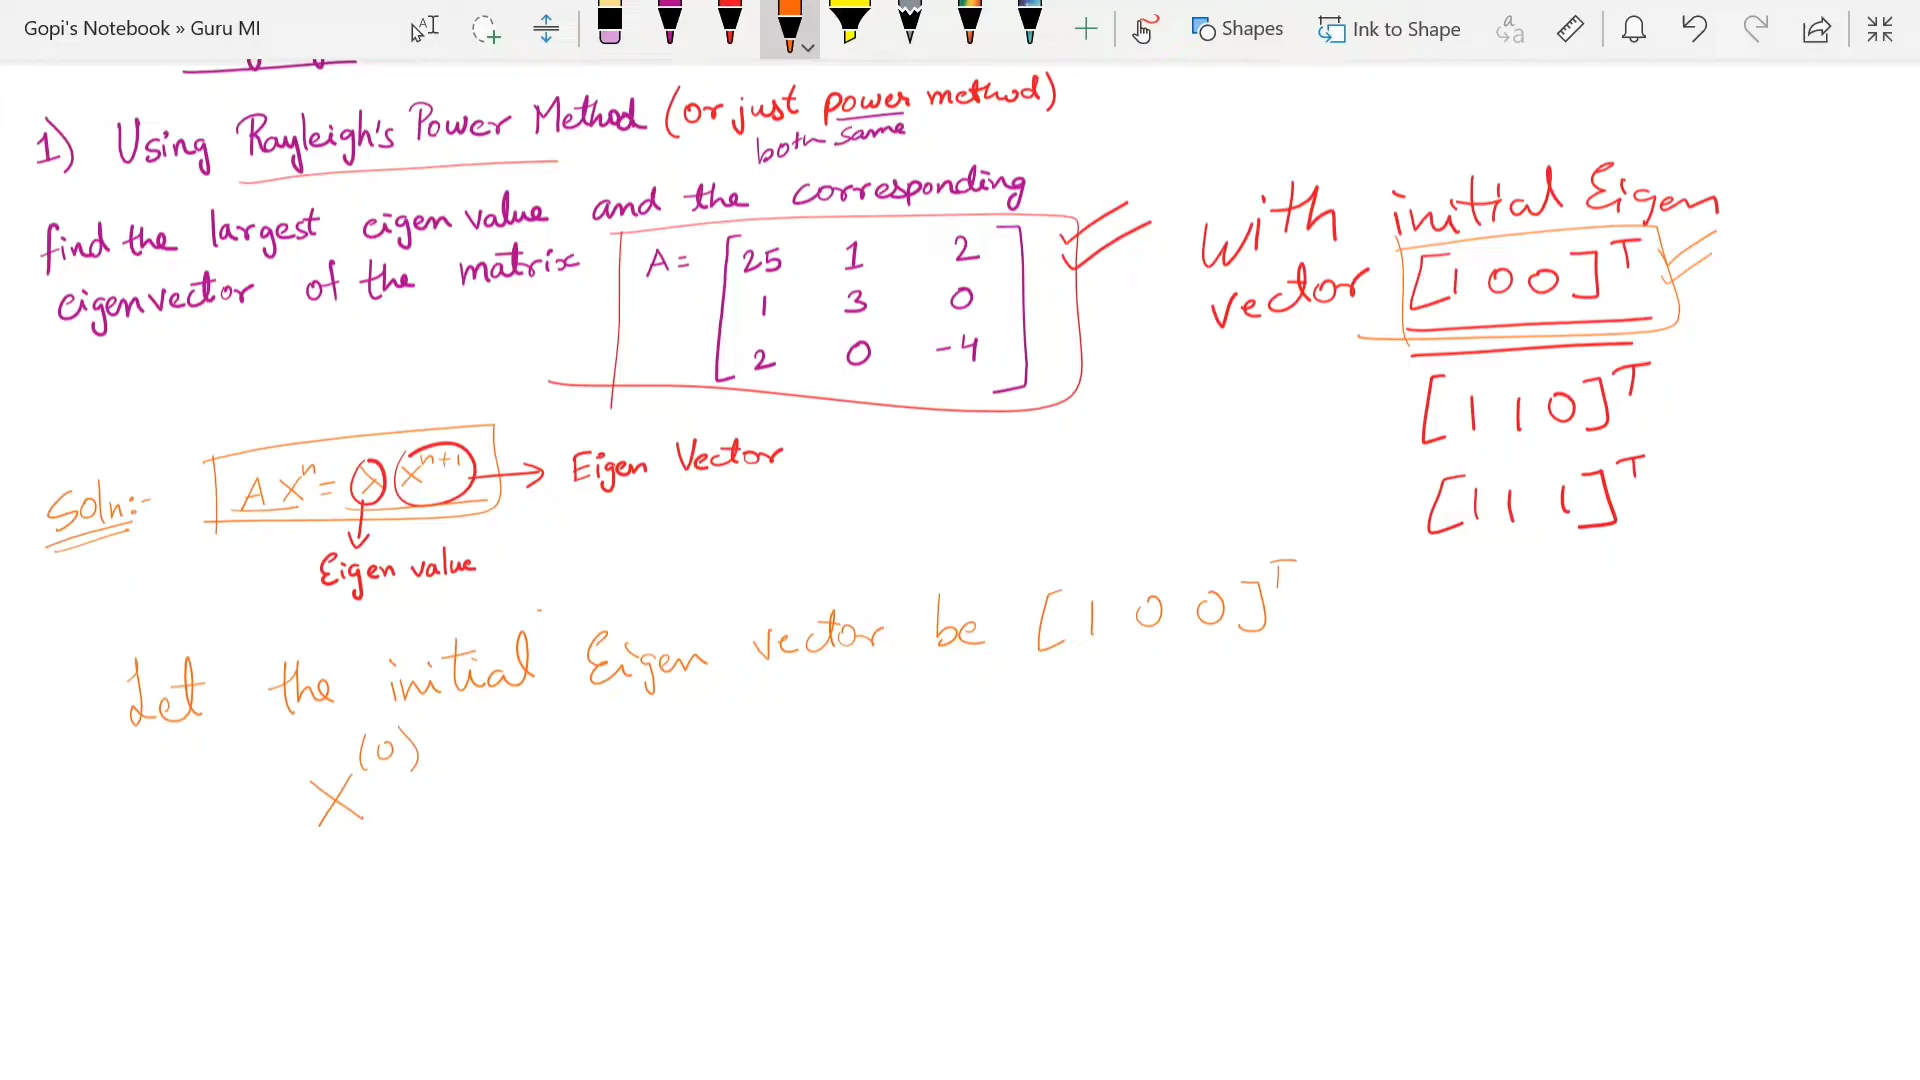 Gopi's Notebook » Guru MI
Shapes
Ink to Shape
1) Using Rayleigh's Power Method (or just power method)
both same
find the largest eigen value and the corresponding
eigenvector of the matrix A = [25 1 2
1 3 0
2 0 -4]
with initial Eigen
vector [1 0 0]ᵀ
[1 1 0]ᵀ
[1 1 1]ᵀ
Soln:- A Xⁿ = λ Xⁿ⁺¹ → Eigen Vector
Eigen value
Let the initial Eigen vector be [1 0 0]ᵀ
X⁽⁰⁾